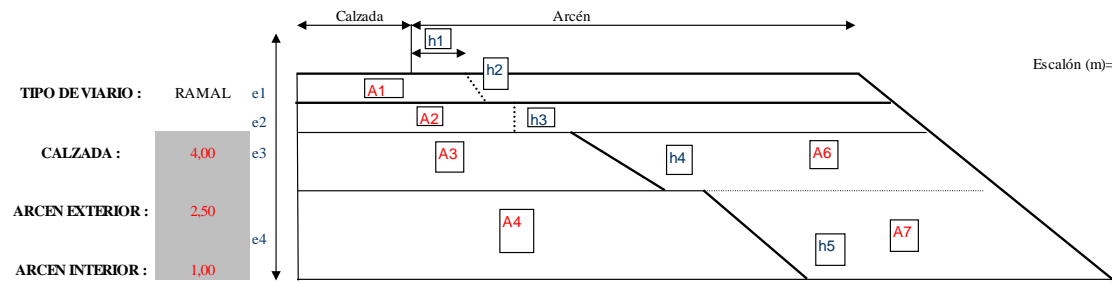 Calzada Arcén
h1
h2 Escalón (m)=
TIPO DE VIARIO : RAMAL e1 A1
e2 A2 h3
CALZADA : 4,00 e3 A3 h4 A6
ARCEN EXTERIOR : 2,50 A4
e4 h5 A7
ARCEN INTERIOR : 1,00